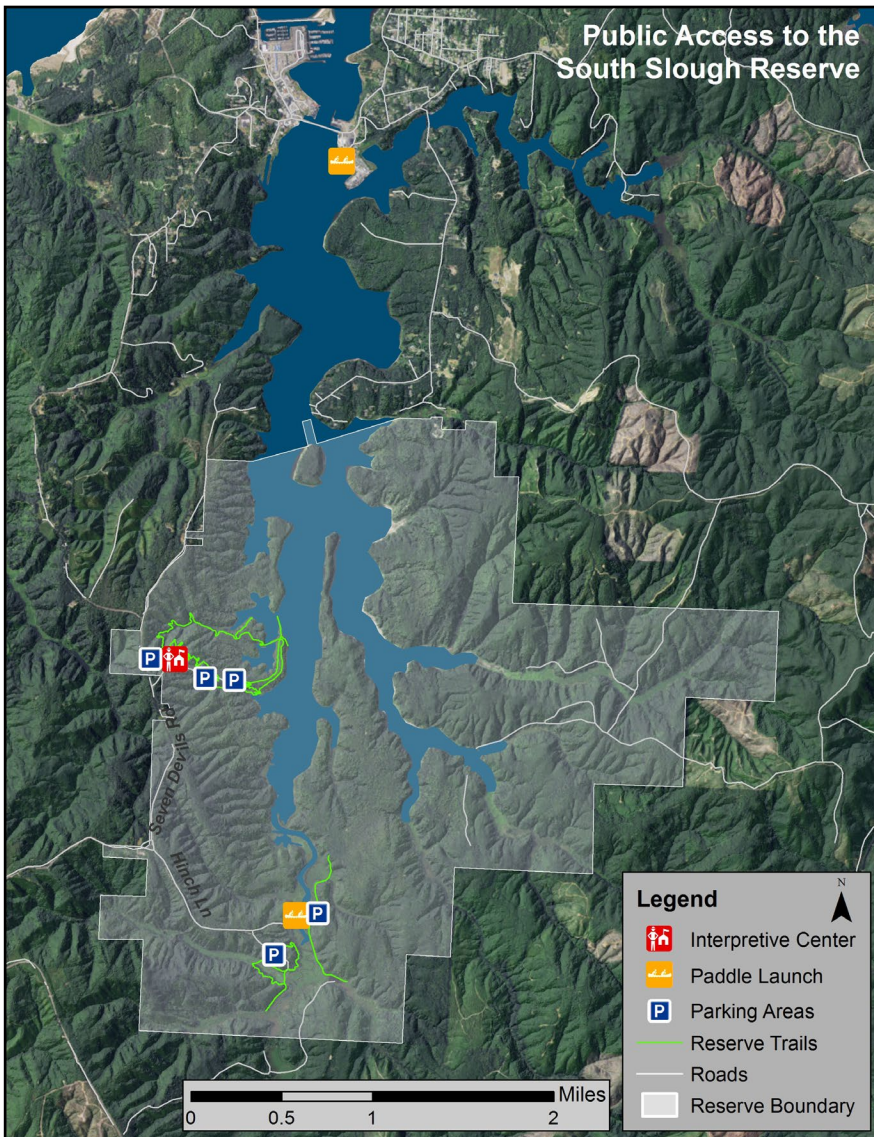 Public Access to the
South Slough Reserve
P
P
P
Seven Devils Rd
Hinch Ln
P
P
Legend
N
Interpretive Center
Paddle Launch
P Parking Areas
Reserve Trails
Roads
Reserve Boundary
Miles
0 0.5 1 2